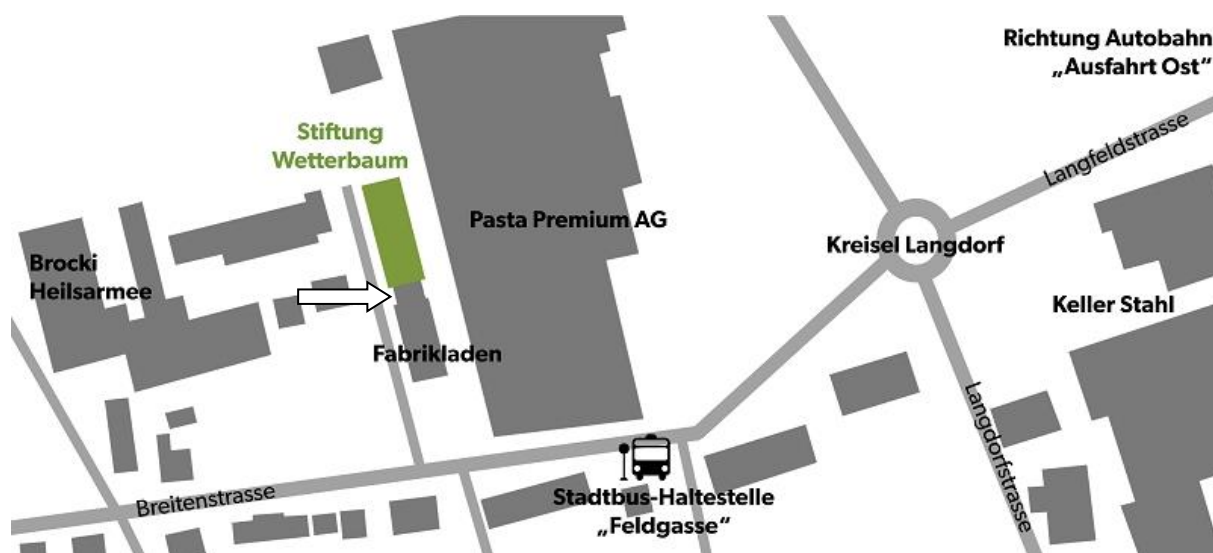 Richtung Autobahn
„Ausfahrt Ost“
Stiftung
Wetterbaum
Langfeldstrasse
Pasta Premium AG
Kreisel Langdorf
Brocki
Heilsarmee
Keller Stahl
Fabrikladen
Langdorfstrasse
Breitenstrasse
Stadtbus-Haltestelle
„Feldgasse“